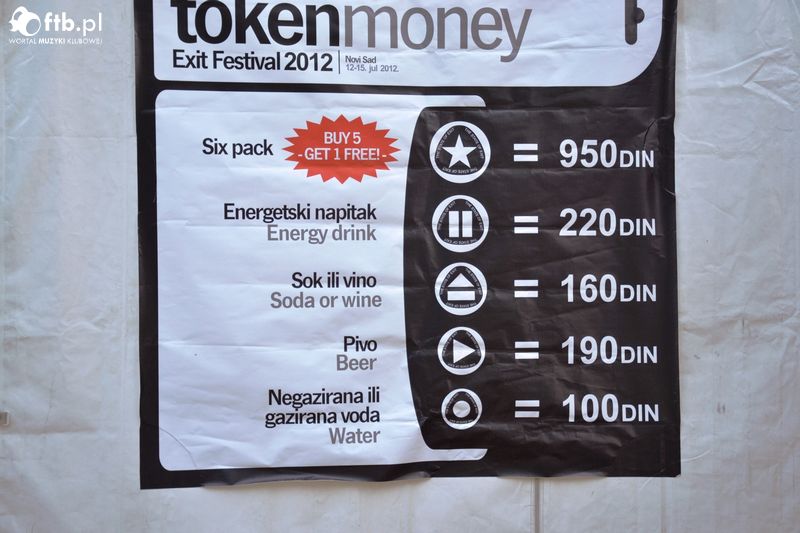 ftb.pl
WORTAL MUZYKI KLUBOWEJ
tokenmoney
Exit Festival 2012
Novi Sad
12-15. jul 2012.
Six pack
BUY 5
- GET 1 FREE! -
= 950DIN
Energetski napitak
Energy drink
= 220DIN
Sok ili vino
Soda or wine
= 160DIN
Pivo
Beer
= 190DIN
Negazirana ili
gazirana voda
Water
= 100DIN